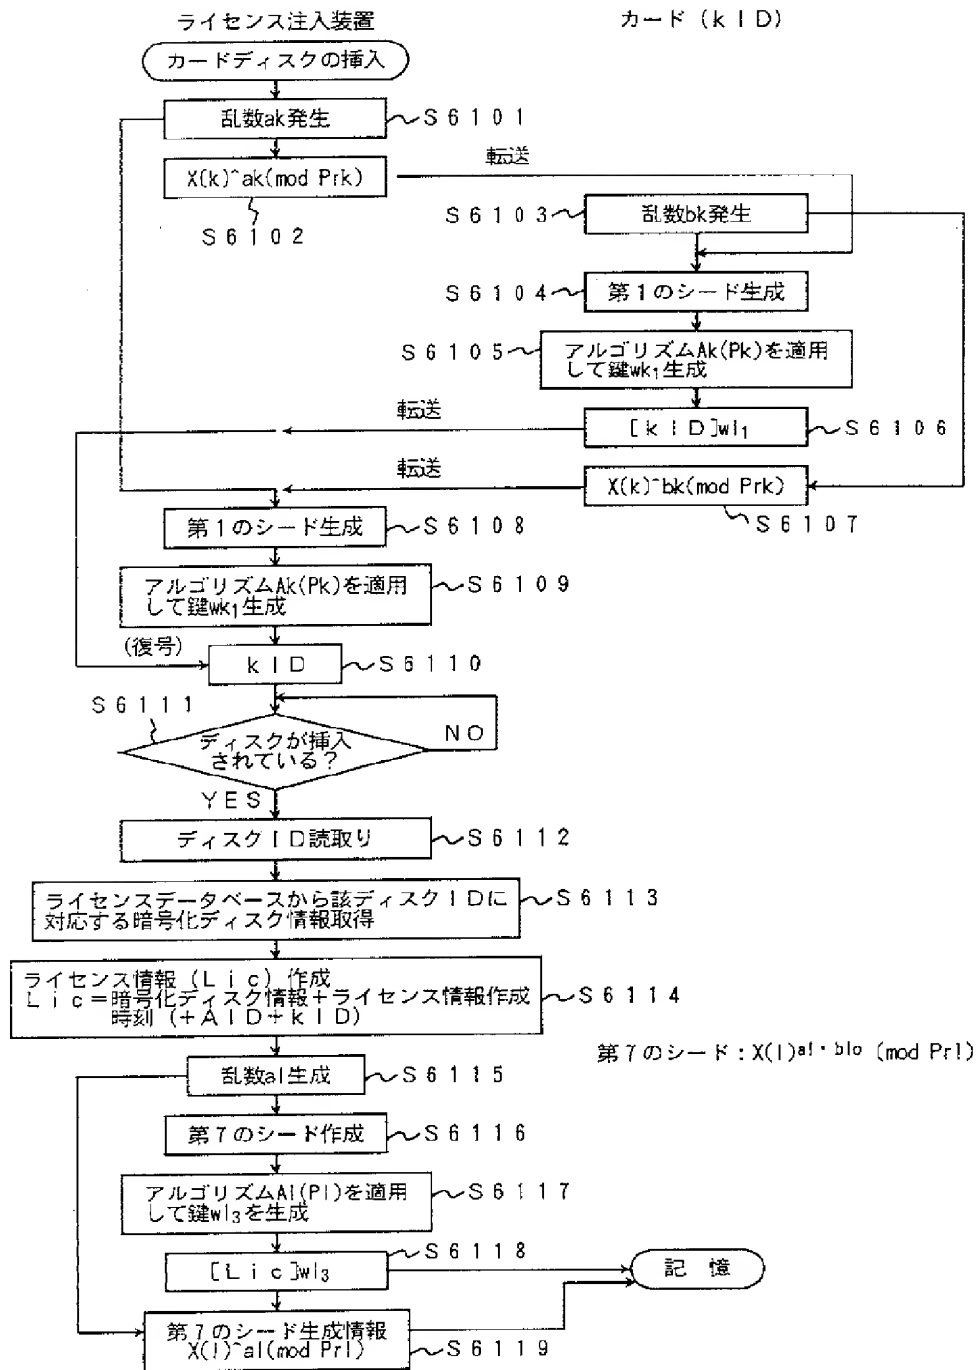 ライセンス注入装置
カード(kID)
カードディスクの挿入
乱数ak発生
S6101
転送
X(k)^ak(mod Prk)
S6102
S6103
乱数bk発生
S6104
第1のシード生成
S6105
アルゴリズムAk(Pk)を適用
して鍵wk1生成
転送
[kID]wl1
S6106
転送
X(k)^bk(mod Prk)
S6107
第1のシード生成
S6108
アルゴリズムAk(Pk)を適用
して鍵wk1生成
S6109
(復号)
kID
S6110
S6111
ディスクが挿入
されている?
NO
YES
ディスクID読取り
S6112
ライセンスデータベースから該ディスクIDに
対応する暗号化ディスク情報取得
S6113
ライセンス情報(Lic)作成
Lic=暗号化ディスク情報+ライセンス情報作成
時刻(+AID+kID)
S6114
第7のシード:X(l)al・blo (mod Prl)
乱数al生成
S6115
第7のシード作成
S6116
アルゴリズムAl(Pl)を適用
して鍵wl3を生成
S6117
[Lic]wl3
S6118
記憶
第7のシード生成情報
X(l)^al(mod Prl)
S6119